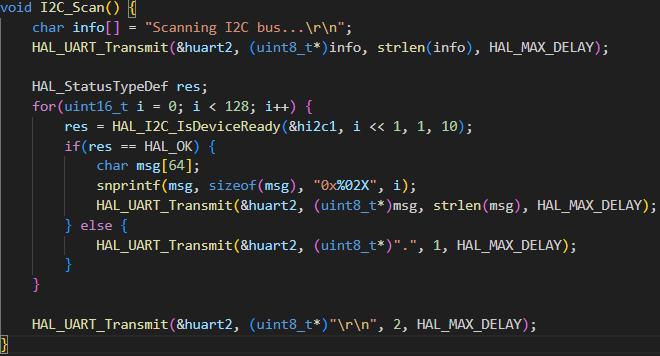 void I2C_Scan() {
    char info[] = "Scanning I2C bus...\r\n";
    HAL_UART_Transmit(&huart2, (uint8_t*)info, strlen(info), HAL_MAX_DELAY);

    HAL_StatusTypeDef res;
    for(uint16_t i = 0; i < 128; i++) {
        res = HAL_I2C_IsDeviceReady(&hi2c1, i << 1, 1, 10);
        if(res == HAL_OK) {
            char msg[64];
            snprintf(msg, sizeof(msg), "0x%02X", i);
            HAL_UART_Transmit(&huart2, (uint8_t*)msg, strlen(msg), HAL_MAX_DELAY);
        } else {
            HAL_UART_Transmit(&huart2, (uint8_t*)".", 1, HAL_MAX_DELAY);
        }
    }

    HAL_UART_Transmit(&huart2, (uint8_t*)"\r\n", 2, HAL_MAX_DELAY);
}